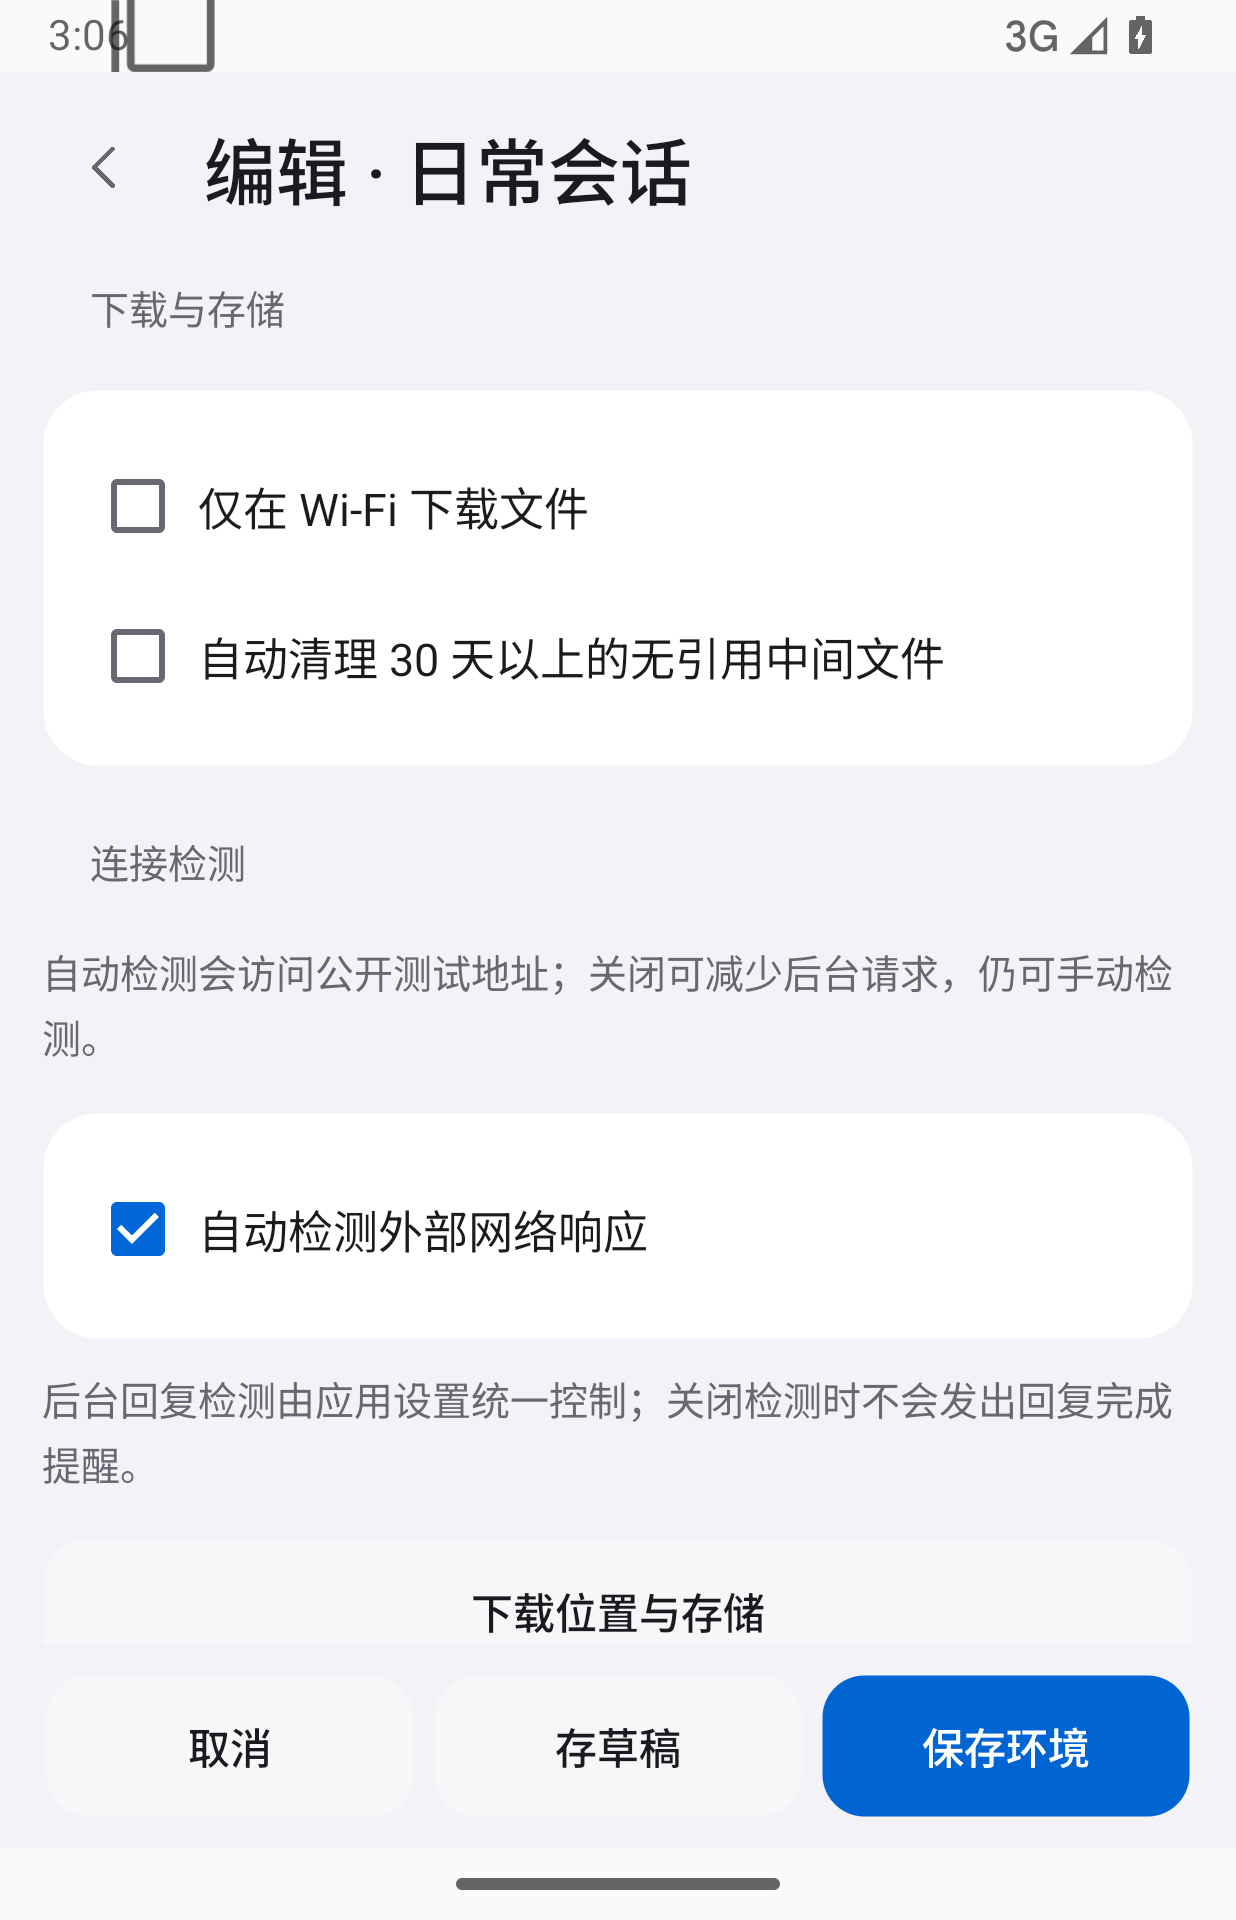 3:06
3G
编辑 · 日常会话
下载与存储
仅在 Wi-Fi 下载文件
自动清理 30 天以上的无引用中间文件
连接检测
自动检测会访问公开测试地址；关闭可减少后台请求，仍可手动检
测。
自动检测外部网络响应
后台回复检测由应用设置统一控制；关闭检测时不会发出回复完成
提醒。
下载位置与存储
取消
存草稿
保存环境